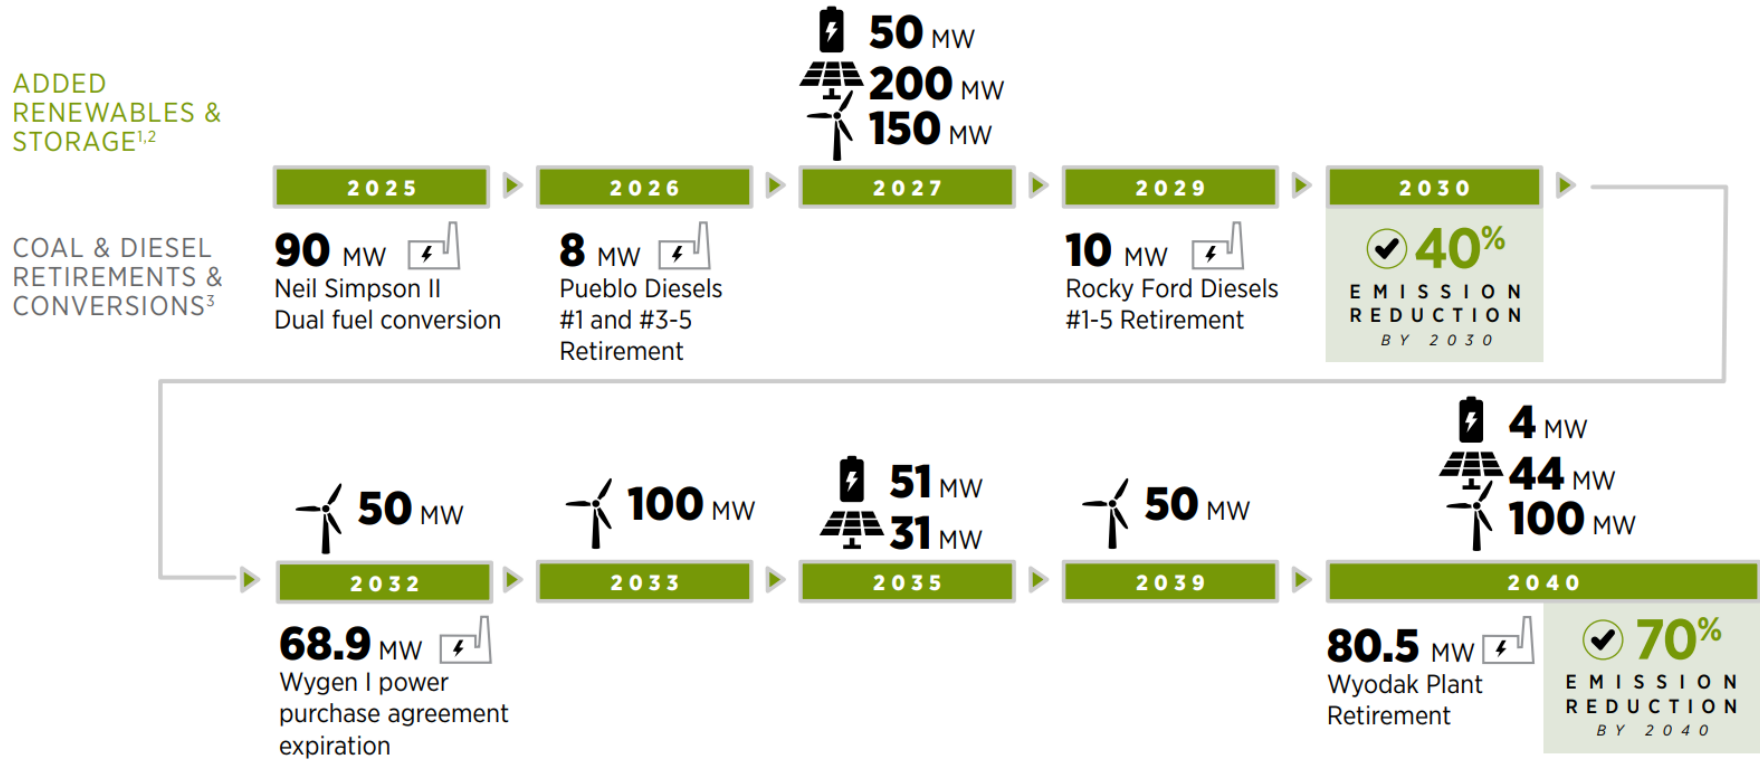 ADDED
RENEWABLES &
STORAGE1,2
50 MW
200 MW
150 MW
2025
2026
2027
2029
2030
COAL & DIESEL
RETIREMENTS &
CONVERSIONS3
90 MW
Neil Simpson II
Dual fuel conversion
8 MW
Pueblo Diesels
#1 and #3-5
Retirement
10 MW
Rocky Ford Diesels
#1-5 Retirement
40%
EMISSION
REDUCTION
BY 2030
50 MW
100 MW
51 MW
31 MW
50 MW
4 MW
44 MW
100 MW
2032
2033
2035
2039
2040
68.9 MW
Wygen I power
purchase agreement
expiration
80.5 MW
Wyodak Plant
Retirement
70%
EMISSION
REDUCTION
BY 2040